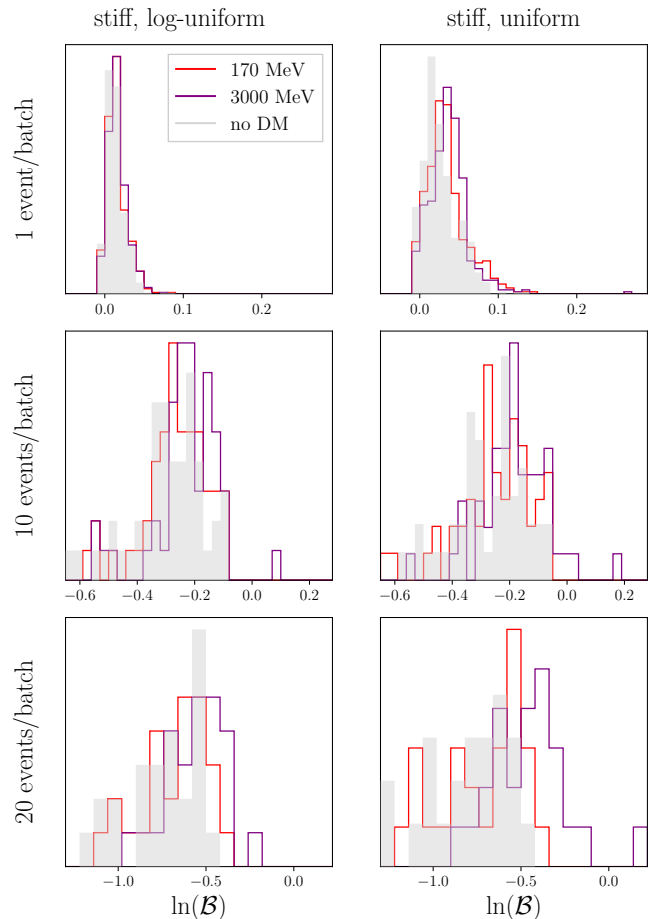 stiff, log-uniform
stiff, uniform
170 MeV
3000 MeV
no DM
1 event/batch
0.0 0.1 0.2
0.0 0.2
10 events/batch
−0.6 −0.4 −0.2 0.0 0.2
−0.6 −0.4 −0.2 0.0 0.2
20 events/batch
−1.0 −0.5 0.0
−1.0 −0.5 0.0
ln(ℬ)
ln(ℬ)